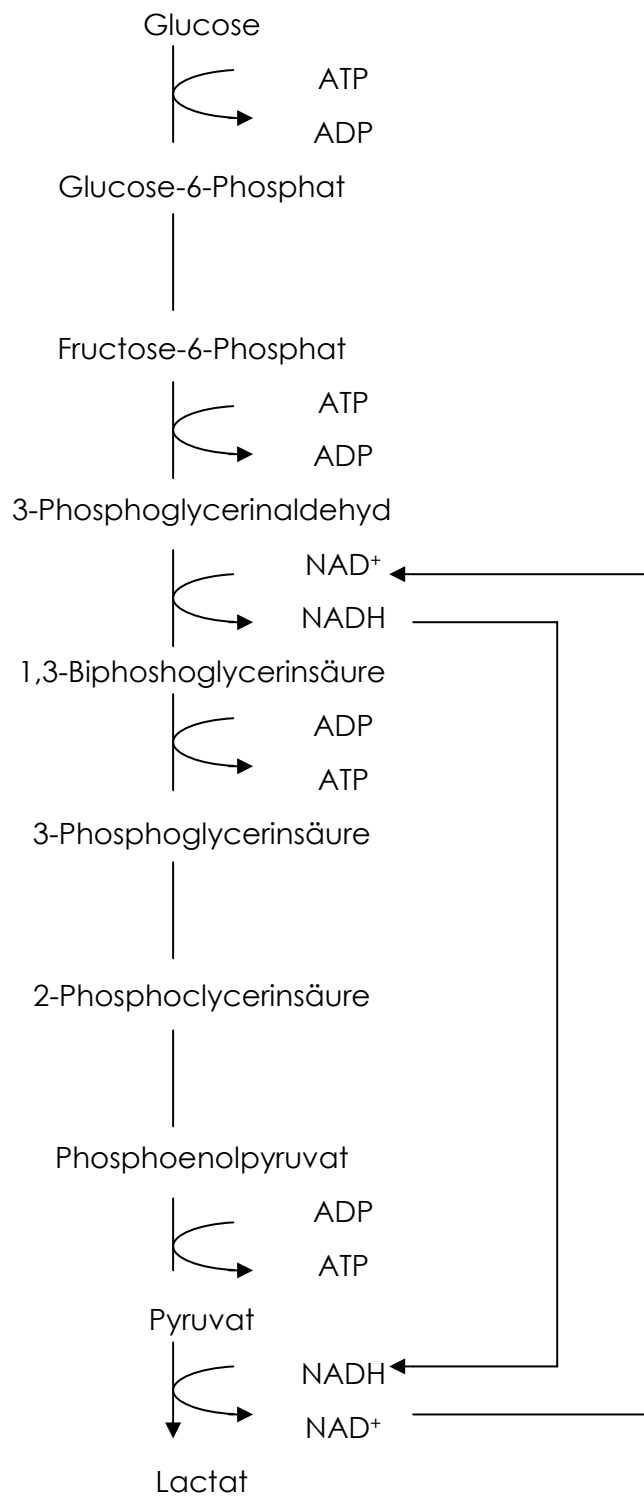 Glucose
ATP
ADP
Glucose-6-Phosphat
Fructose-6-Phosphat
ATP
ADP
3-Phosphoglycerinaldehyd
NAD⁺
NADH
1,3-Biphoshoglycerinsäure
ADP
ATP
3-Phosphoglycerinsäure
2-Phosphoclycerinsäure
Phosphoenolpyruvat
ADP
ATP
Pyruvat
NADH
NAD⁺
Lactat